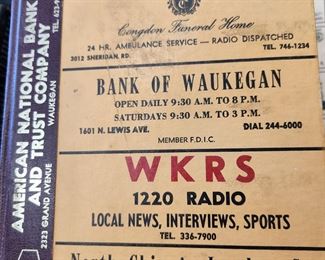 AMERICAN NATIONAL BANK
AND TRUST COMPANY
2323 GRAND AVENUE
WAUKEGAN
Congdon Funeral Home
24 HR. AMBULANCE SERVICE — RADIO DISPATCHED
3012 SHERIDAN, RD.
TEL. 746-1234
BANK OF WAUKEGAN
OPEN DAILY 9:30 A.M. TO 8 P.M.
SATURDAYS 9:30 A.M. TO 3 P.M.
1601 N. LEWIS AVE.
DIAL 244-6000
MEMBER F.D.I.C.
WKRS
1220 RADIO
LOCAL NEWS, INTERVIEWS, SPORTS
TEL. 336-7900